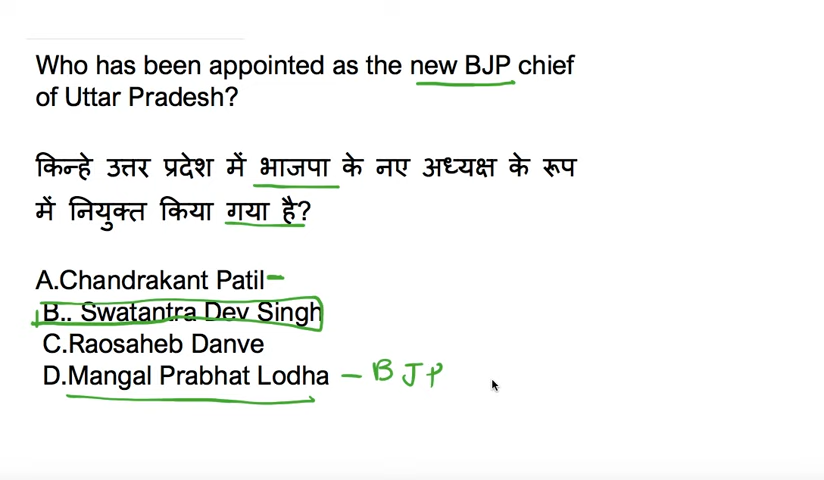 Who has been appointed as the new BJP chief
of Uttar Pradesh?
किन्हे उत्तर प्रदेश में भाजपा के नए अध्यक्ष के रूप
में नियुक्त किया गया है?
A.Chandrakant Patil
B.. Swatantra Dev Singh
C.Raosaheb Danve
D.Mangal Prabhat Lodha - BJP